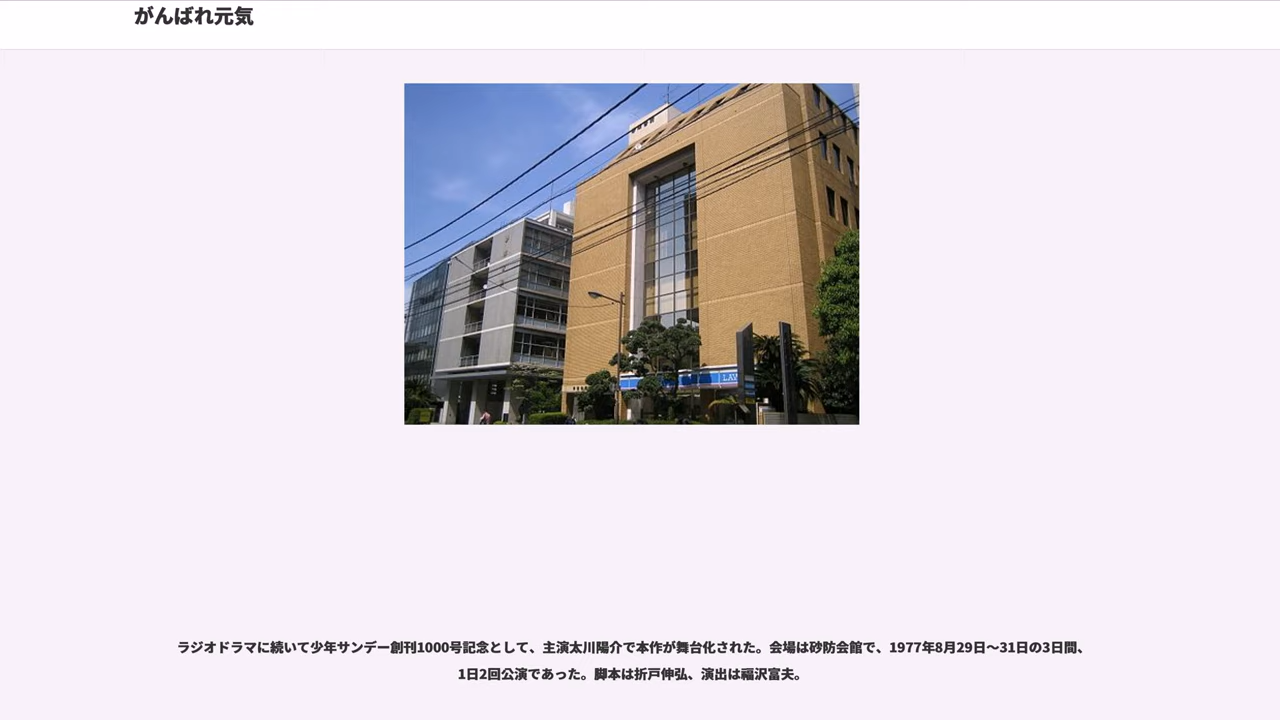 がんばれ元気
LAW
ラジオドラマに続いて少年サンデー創刊1000号記念として、主演太川陽介で本作が舞台化された。会場は砂防会館で、1977年8月29日〜31日の3日間、
1日2回公演であった。脚本は折戸伸弘、演出は福沢富夫。